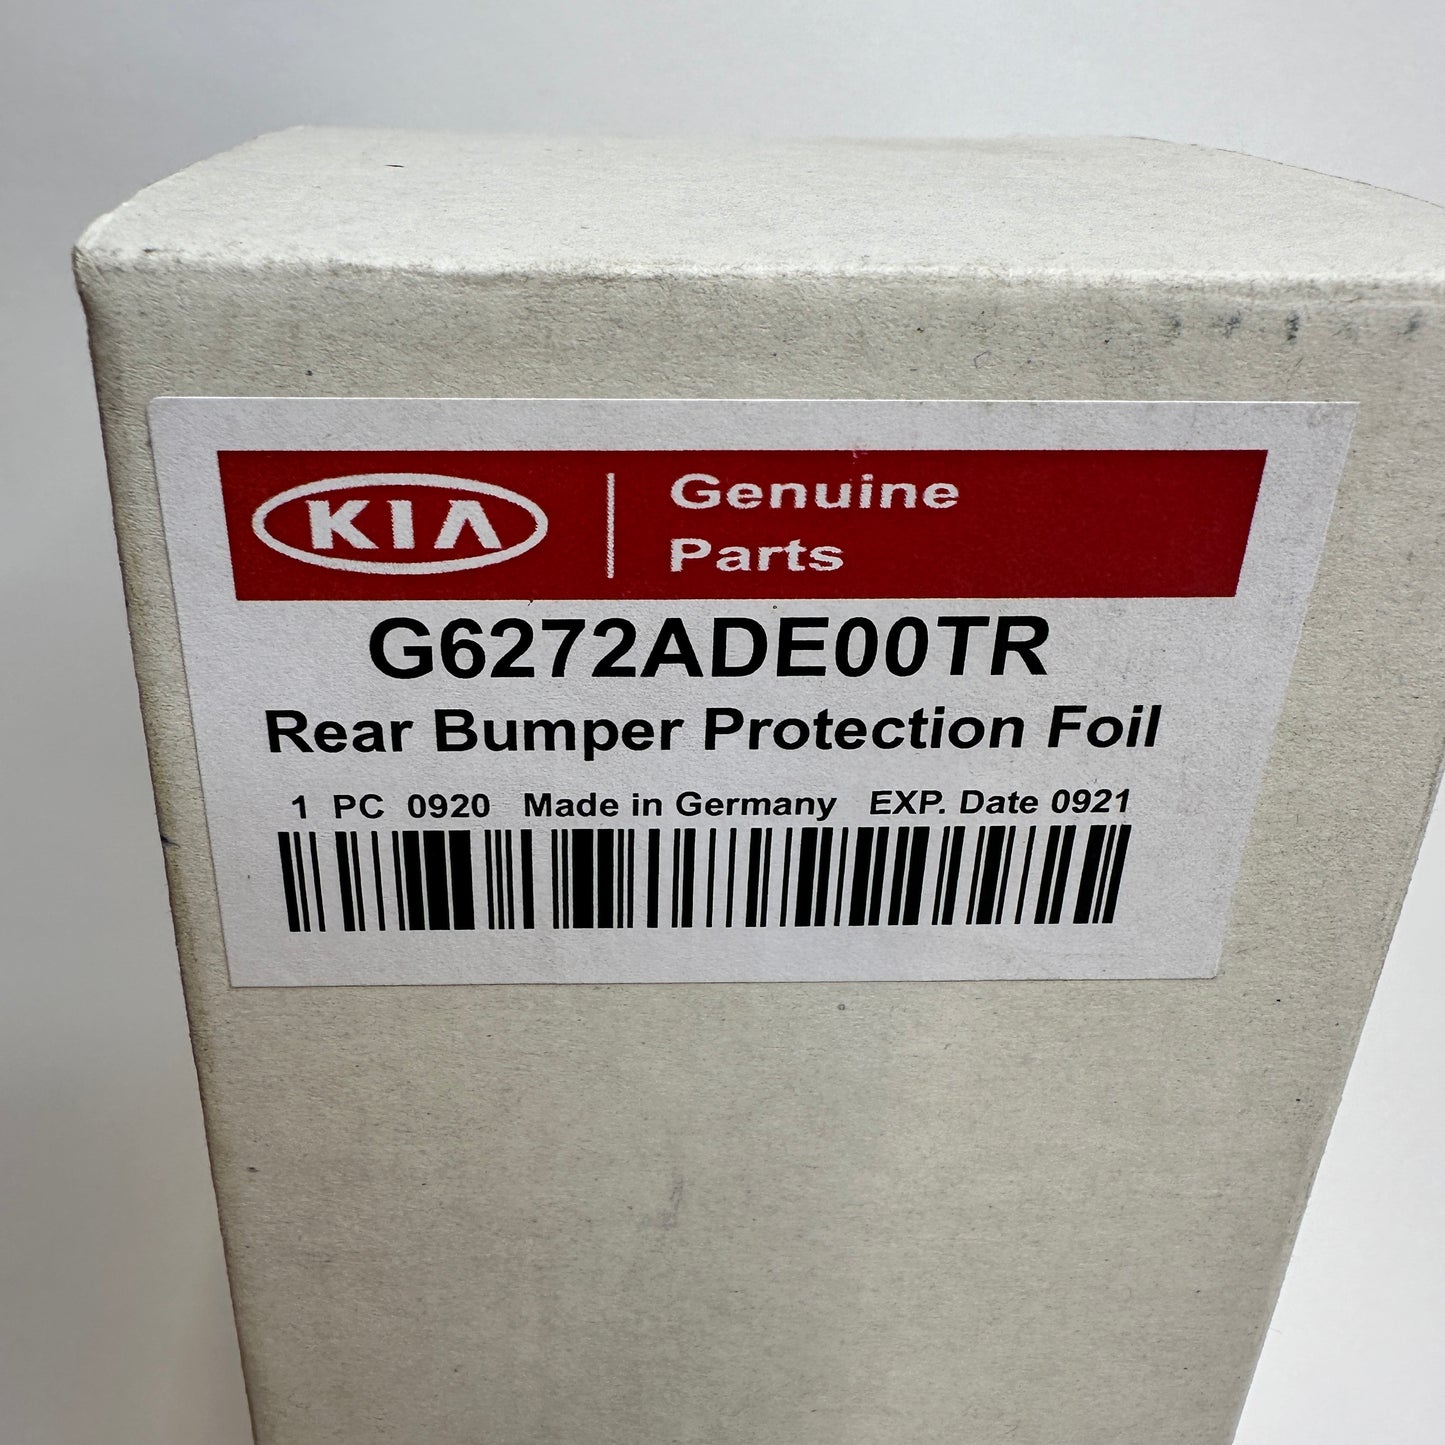 KIA
Genuine
Parts
G6272ADE00TR
Rear Bumper Protection Foil
1 PC 0920 Made in Germany EXP. Date 0921